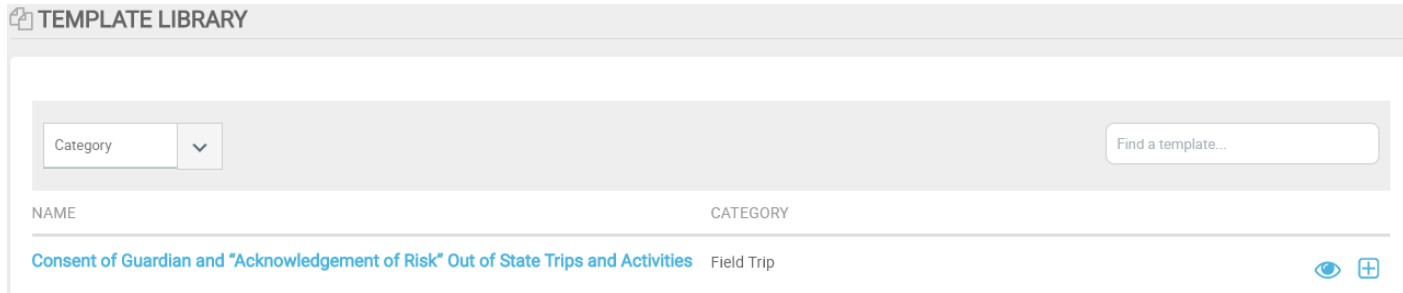 TEMPLATE LIBRARY
Category
Find a template...
NAME CATEGORY
Consent of Guardian and “Acknowledgement of Risk” Out of State Trips and Activities Field Trip